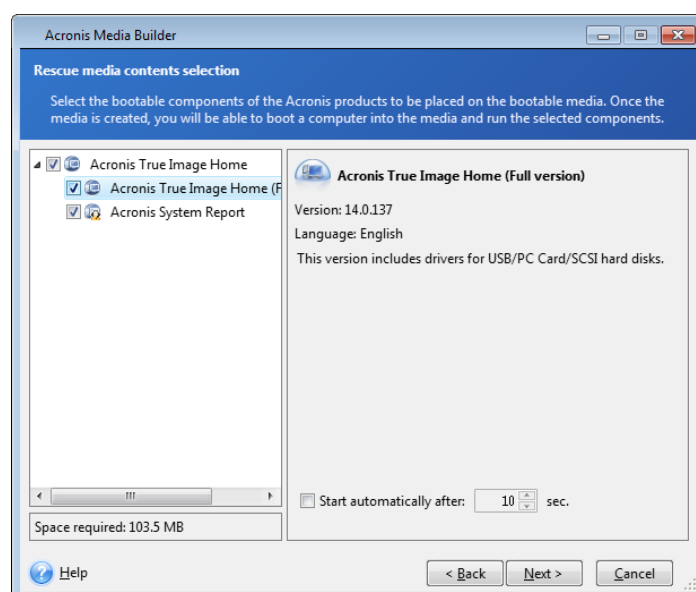 Acronis Media Builder
Rescue media contents selection
Select the bootable components of the Acronis products to be placed on the bootable media. Once the
media is created, you will be able to boot a computer into the media and run the selected components.
Acronis True Image Home
Acronis True Image Home (F
Acronis System Report
Space required: 103.5 MB
Acronis True Image Home (Full version)
Version: 14.0.137
Language: English
This version includes drivers for USB/PC Card/SCSI hard disks.
Start automatically after: 10 sec.
Help
< Back Next > Cancel